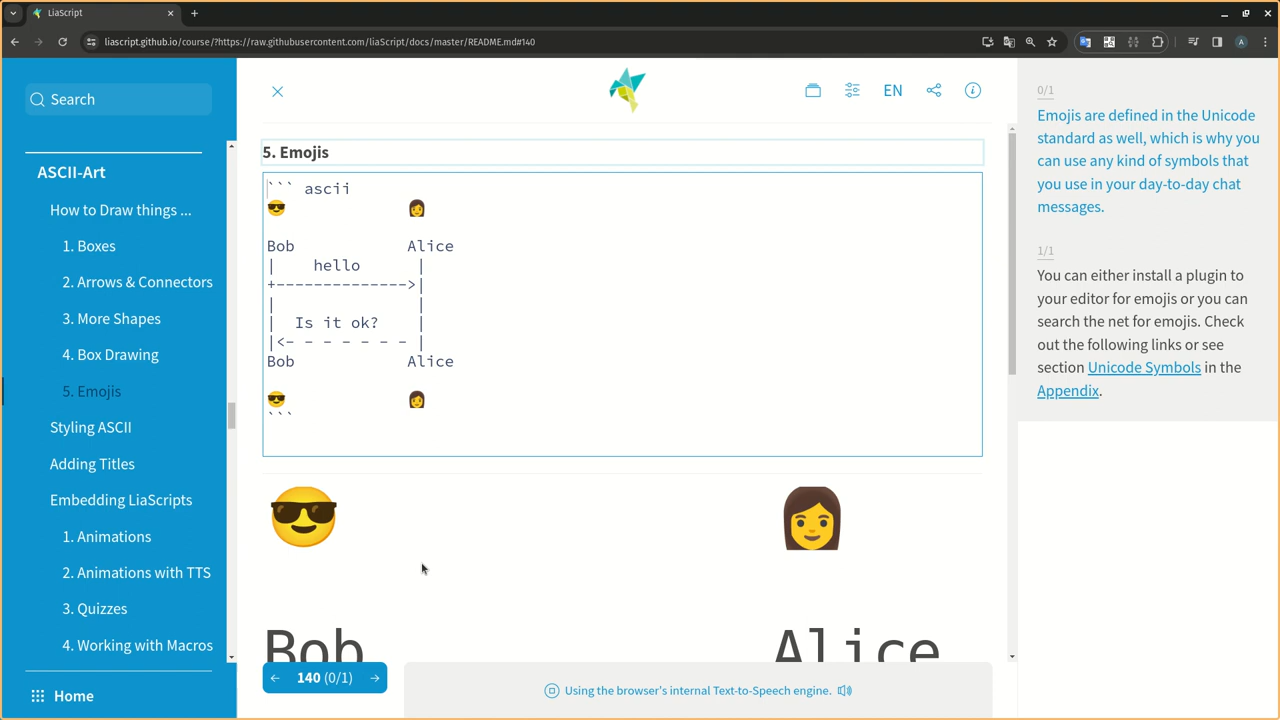 LiaScript
liascript.github.io/course/?https://raw.githubusercontent.com/liaScript/docs/master/README.md#140
A
Search
ASCII-Art
How to Draw things ...
1. Boxes
2. Arrows & Connectors
3. More Shapes
4. Box Drawing
5. Emojis
Styling ASCII
Adding Titles
Embedding LiaScripts
1. Animations
2. Animations with TTS
3. Quizzes
4. Working with Macros
Home
EN
5. Emojis
``` ascii
😎               👩
Bob             Alice
|    hello       |
+-------------->|
|                |
|  Is it ok?    |
|<- - - - - - - |
Bob             Alice
😎               👩
```
😎 👩
Bob Alice
140 (0/1)
Using the browser's internal Text-to-Speech engine.
0/1
Emojis are defined in the Unicode
standard as well, which is why you
can use any kind of symbols that
you use in your day-to-day chat
messages.
1/1
You can either install a plugin to
your editor for emojis or you can
search the net for emojis. Check
out the following links or see
section Unicode Symbols in the
Appendix.